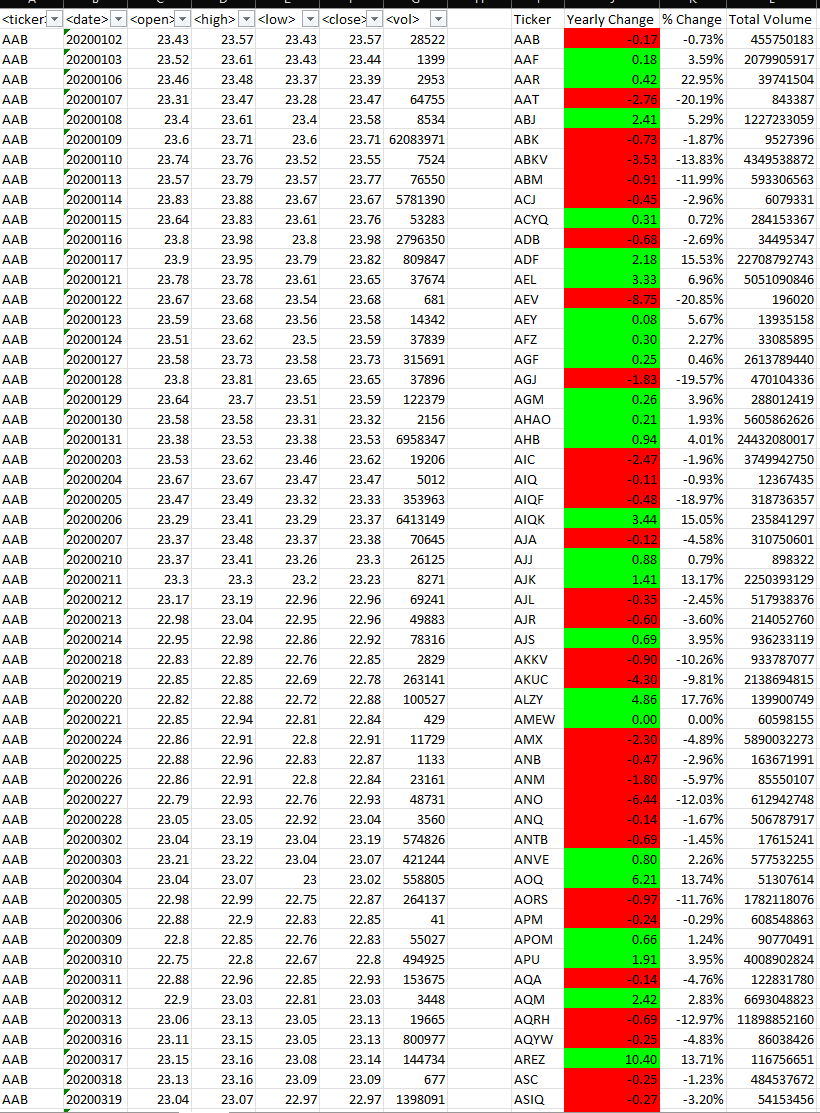 <ticker> <date> <open> <high> <low> <close> <vol> Ticker Yearly Change % Change Total Volume
AAB 20200102 23.43 23.57 23.43 23.57 28522 AAB -0.17 -0.73% 455750183
AAB 20200103 23.52 23.61 23.43 23.44 1399 AAF 0.18 3.59% 2079905917
AAB 20200106 23.46 23.48 23.37 23.39 2953 AAR 0.42 22.95% 39741504
AAB 20200107 23.31 23.47 23.28 23.47 64755 AAT -2.76 -20.19% 843387
AAB 20200108 23.4 23.61 23.4 23.58 8534 ABJ 2.41 5.29% 1227233059
AAB 20200109 23.6 23.71 23.6 23.71 62083971 ABK -0.73 -1.87% 9527396
AAB 20200110 23.74 23.76 23.52 23.55 7524 ABKV -3.53 -13.83% 4349538872
AAB 20200113 23.57 23.79 23.57 23.77 76550 ABM -0.91 -11.99% 593306563
AAB 20200114 23.83 23.88 23.67 23.67 5781390 ACJ -0.45 -2.96% 6079331
AAB 20200115 23.64 23.83 23.61 23.76 53283 ACYQ 0.31 0.72% 284153367
AAB 20200116 23.8 23.98 23.8 23.98 2796350 ADB -0.68 -2.69% 34495347
AAB 20200117 23.9 23.95 23.79 23.82 809847 ADF 2.18 15.53% 22708792743
AAB 20200121 23.78 23.78 23.61 23.65 37674 AEL 3.33 6.96% 5051090846
AAB 20200122 23.67 23.68 23.54 23.68 681 AEV -8.75 -20.85% 196020
AAB 20200123 23.59 23.68 23.56 23.58 14342 AEY 0.08 5.67% 13935158
AAB 20200124 23.51 23.62 23.5 23.59 37839 AFZ 0.30 2.27% 33085895
AAB 20200127 23.58 23.73 23.58 23.73 315691 AGF 0.25 0.46% 2613789440
AAB 20200128 23.8 23.81 23.65 23.65 37896 AGJ -1.83 -19.57% 470104336
AAB 20200129 23.64 23.7 23.51 23.59 122379 AGM 0.26 3.96% 288012419
AAB 20200130 23.58 23.58 23.31 23.32 2156 AHAO 0.21 1.93% 5605862626
AAB 20200131 23.38 23.53 23.38 23.53 6958347 AHB 0.94 4.01% 24432080017
AAB 20200203 23.53 23.62 23.46 23.62 19206 AIC -2.47 -1.96% 3749942750
AAB 20200204 23.67 23.67 23.47 23.47 5012 AIQ -0.11 -0.93% 12367435
AAB 20200205 23.47 23.49 23.32 23.33 353963 AIQF -0.48 -18.97% 318736357
AAB 20200206 23.29 23.41 23.29 23.37 6413149 AIQK 3.44 15.05% 235841297
AAB 20200207 23.37 23.48 23.37 23.38 70645 AJA -0.12 -4.58% 310750601
AAB 20200210 23.37 23.41 23.26 23.3 26125 AJJ 0.88 0.79% 898322
AAB 20200211 23.3 23.3 23.2 23.23 8271 AJK 1.41 13.17% 2250393129
AAB 20200212 23.17 23.19 22.96 22.96 69241 AJL -0.35 -2.45% 517938376
AAB 20200213 22.98 23.04 22.95 22.96 49883 AJR -0.60 -3.60% 214052760
AAB 20200214 22.95 22.98 22.86 22.92 78316 AJS 0.69 3.95% 936233119
AAB 20200218 22.83 22.89 22.76 22.85 2829 AKKV -0.90 -10.26% 933787077
AAB 20200219 22.85 22.85 22.69 22.78 263141 AKUC -4.30 -9.81% 2138694815
AAB 20200220 22.82 22.88 22.72 22.88 100527 ALZY 4.86 17.76% 139900749
AAB 20200221 22.85 22.94 22.81 22.84 429 AMEW 0.00 0.00% 60598155
AAB 20200224 22.86 22.91 22.8 22.91 11729 AMX -2.30 -4.89% 5890032273
AAB 20200225 22.88 22.96 22.83 22.87 1133 ANB -0.47 -2.96% 163671991
AAB 20200226 22.86 22.91 22.8 22.84 23161 ANM -1.80 -5.97% 85550107
AAB 20200227 22.79 22.93 22.76 22.93 48731 ANO -6.44 -12.03% 612942748
AAB 20200228 23.05 23.05 22.92 23.04 3560 ANQ -0.14 -1.67% 506787917
AAB 20200302 23.04 23.19 23.04 23.19 574826 ANTB -0.69 -1.45% 17615241
AAB 20200303 23.21 23.22 23.04 23.07 421244 ANVE 0.80 2.26% 577532255
AAB 20200304 23.04 23.07 23 23.02 558805 AOQ 6.21 13.74% 51307614
AAB 20200305 22.98 22.99 22.75 22.87 264137 AORS -0.97 -11.76% 1782118076
AAB 20200306 22.88 22.9 22.83 22.85 41 APM -0.24 -0.29% 608548863
AAB 20200309 22.8 22.85 22.76 22.83 55027 APOM 0.66 1.24% 90770491
AAB 20200310 22.75 22.8 22.67 22.8 494925 APU 1.91 3.95% 4008902824
AAB 20200311 22.88 22.96 22.85 22.93 153675 AQA -0.14 -4.76% 122831780
AAB 20200312 22.9 23.03 22.81 23.03 3448 AQM 2.42 2.83% 6693048823
AAB 20200313 23.06 23.13 23.05 23.13 19665 AQRH -0.69 -12.97% 11898852160
AAB 20200316 23.11 23.15 23.05 23.13 800977 AQYW -0.25 -4.83% 86038426
AAB 20200317 23.15 23.16 23.08 23.14 144734 AREZ 10.40 13.71% 116756651
AAB 20200318 23.13 23.16 23.09 23.09 677 ASC -0.25 -1.23% 484537672
AAB 20200319 23.04 23.07 22.97 22.97 1398091 ASIQ -0.27 -3.20% 54153456